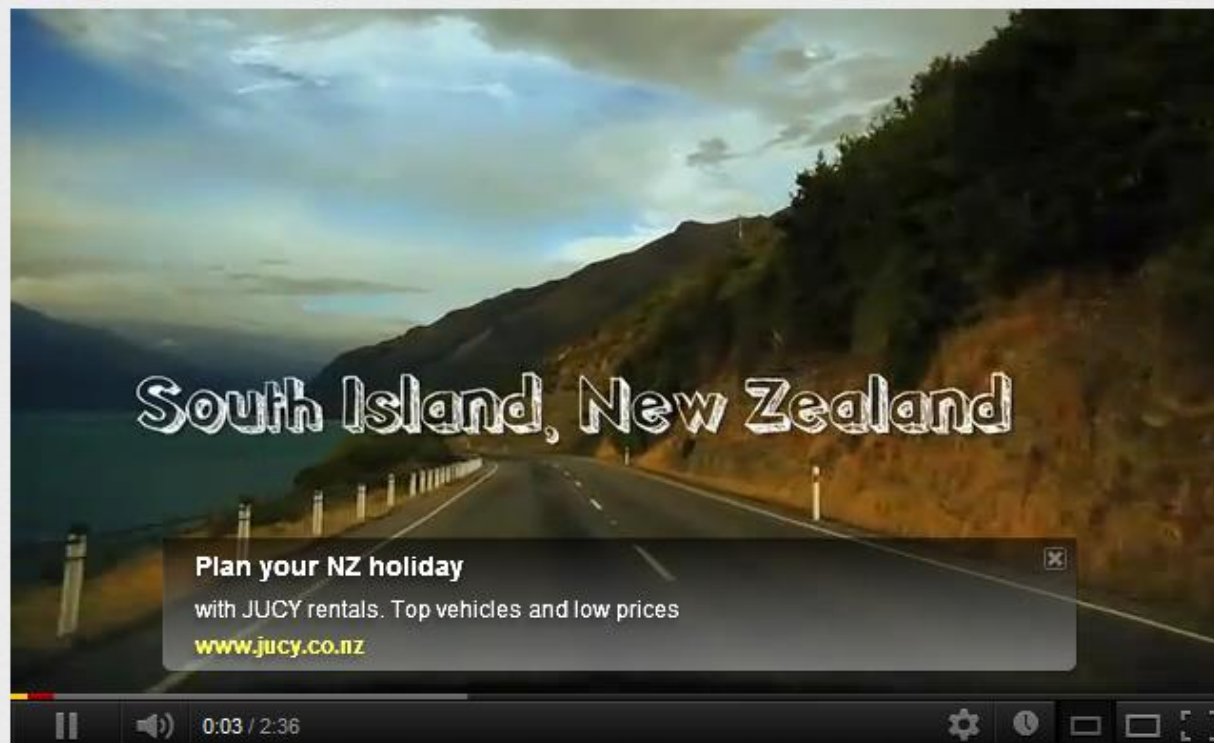 South Island, New Zealand
Plan your NZ holiday
with JUCY rentals. Top vehicles and low prices
www.jucy.co.nz
0:03 / 2:36